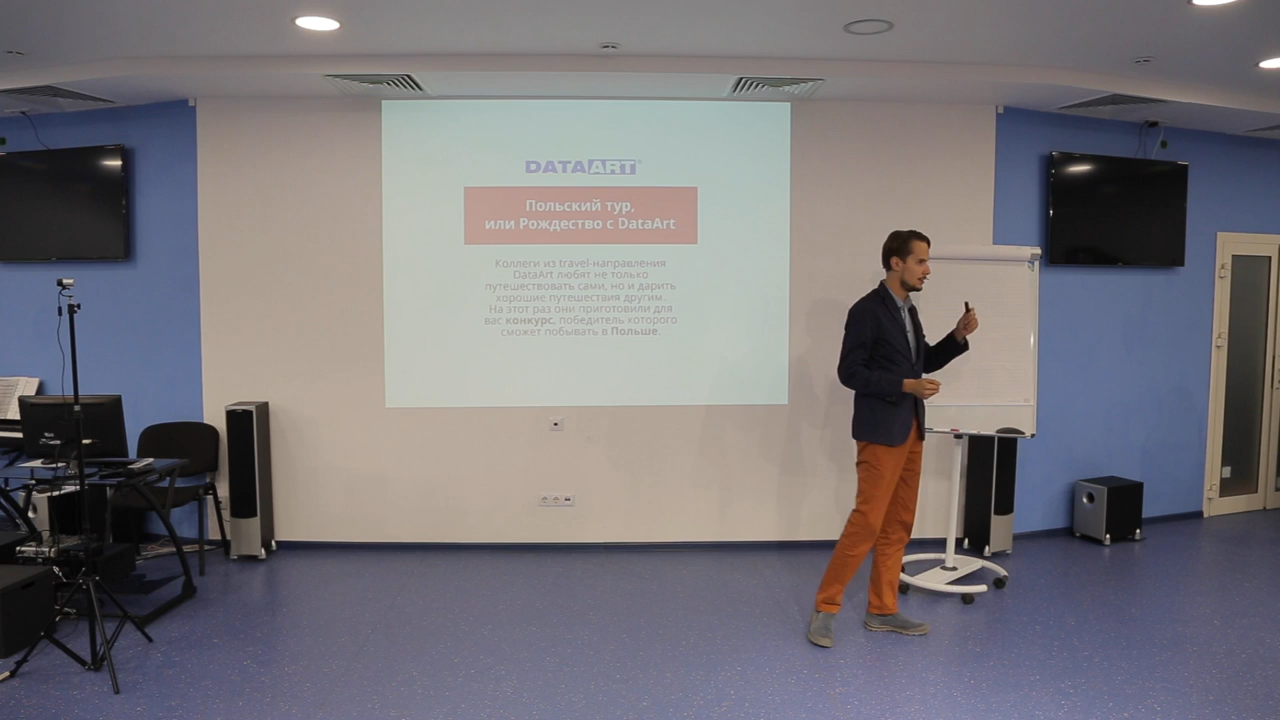 DATAART
Польский тур,
или Рождество с DataArt
Коллеги из travel-направления
DataArt любят не только
путешествовать сами, но и дарить
хорошие путешествия другим.
На этот раз они приготовили для
вас конкурс, победитель которого
сможет побывать в Польше.